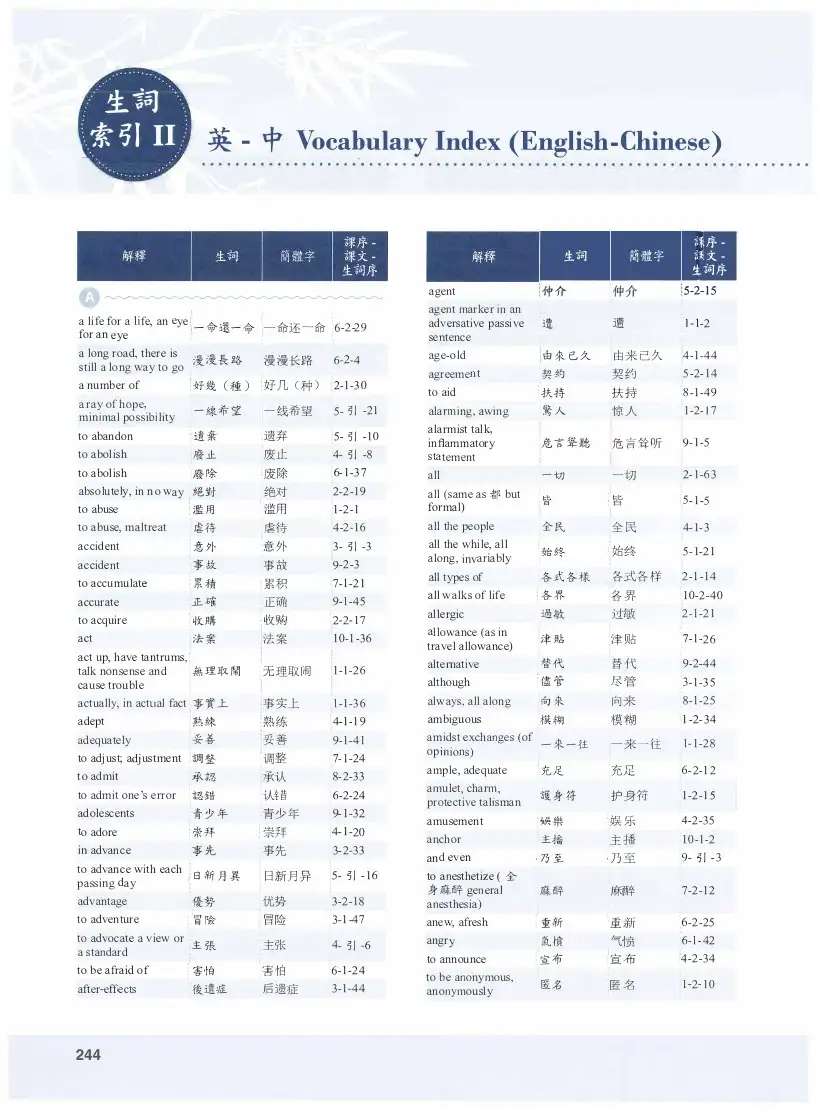 生詞
索引 II
英 - 中 Vocabulary Index (English-Chinese)
解釋 生詞 簡體字 課序 - 課文 - 生詞序
A
a life for a life, an eye for an eye 一命還一命 一命还一命 6-2-29
a long road, there is still a long way to go 漫漫長路 漫漫长路 6-2-4
a number of 好幾（種） 好几（种） 2-1-30
a ray of hope, minimal possibility 一線希望 一线希望 5- 引 -21
to abandon 遺棄 遗弃 5- 引 -10
to abolish 廢止 废止 4- 引 -8
to abolish 廢除 废除 6-1-37
absolutely, in no way 絕對 绝对 2-2-19
to abuse 濫用 滥用 1-2-1
to abuse, maltreat 虐待 虐待 4-2-16
accident 意外 意外 3- 引 -3
accident 事故 事故 9-2-3
to accumulate 累積 累积 7-1-21
accurate 正確 正确 9-1-45
to acquire 收購 收购 2-2-17
act 法案 法案 10-1-36
act up, have tantrums, talk nonsense and cause trouble 無理取鬧 无理取闹 1-1-26
actually, in actual fact 事實上 事实上 1-1-36
adept 熟練 熟练 4-1-19
adequately 妥善 妥善 9-1-41
to adjust; adjustment 調整 调整 7-1-24
to admit 承認 承认 8-2-33
to admit one's error 認錯 认错 6-2-24
adolescents 青少年 青少年 9-1-32
to adore 崇拜 崇拜 4-1-20
in advance 事先 事先 3-2-33
to advance with each passing day 日新月異 日新月异 5- 引 -16
advantage 優勢 优势 3-2-18
to adventure 冒險 冒险 3-1-47
to advocate a view or a standard 主張 主张 4- 引 -6
to be afraid of 害怕 害怕 6-1-24
after-effects 後遺症 后遗症 3-1-44
解釋 生詞 簡體字 課序 - 課文 - 生詞序
agent 仲介 仲介 5-2-15
agent marker in an adversative passive sentence 遭 遭 1-1-2
age-old 由來已久 由来已久 4-1-44
agreement 契約 契约 5-2-14
to aid 扶持 扶持 8-1-49
alarming, awing 驚人 惊人 1-2-17
alarmist talk, inflammatory statement 危言聳聽 危言耸听 9-1-5
all 一切 一切 2-1-63
all (same as 都 but formal) 皆 皆 5-1-5
all the people 全民 全民 4-1-3
all the while, all along, invariably 始終 始终 5-1-21
all types of 各式各樣 各式各样 2-1-14
all walks of life 各界 各界 10-2-40
allergic 過敏 过敏 2-1-21
allowance (as in travel allowance) 津貼 津贴 7-1-26
alternative 替代 替代 9-2-44
although 儘管 尽管 3-1-35
always, all along 向來 向来 8-1-25
ambiguous 模糊 模糊 1-2-34
amidst exchanges (of opinions) 一來一往 一来一往 1-1-28
ample, adequate 充足 充足 6-2-12
amulet, charm, protective talisman 護身符 护身符 1-2-15
amusement 娛樂 娱乐 4-2-35
anchor 主播 主播 10-1-2
and even 乃至 乃至 9- 引 -3
to anesthetize ( 全身麻醉 general anesthesia) 麻醉 麻醉 7-2-12
anew, afresh 重新 重新 6-2-25
angry 氣憤 气愤 6-1-42
to announce 宣布 宣布 4-2-34
to be anonymous, anonymously 匿名 匿名 1-2-10
244